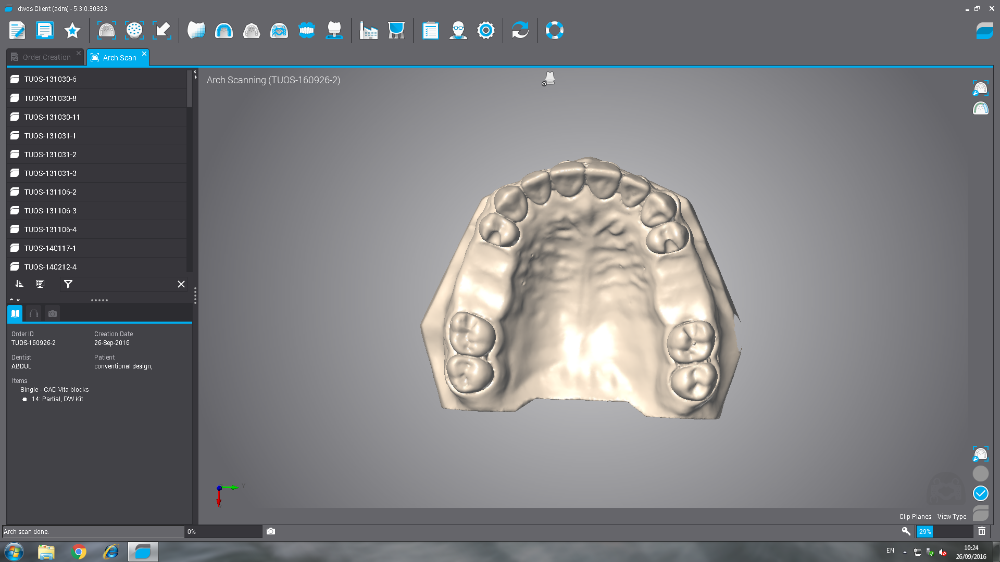 dwos Client (adm) - 5.3.0.30323
Order Creation
Arch Scan
TUOS-131030-6
TUOS-131030-8
TUOS-131030-11
TUOS-131031-1
TUOS-131031-2
TUOS-131031-3
TUOS-131106-2
TUOS-131106-3
TUOS-131106-4
TUOS-140117-1
TUOS-140212-4
Arch Scanning (TUOS-160926-2)
Order ID
Creation Date
TUOS-160926-2
26-Sep-2016
Dentist
Patient
ABDUL
conventional design,
Items
Single - CAD Vita blocks
14: Partial, DW Kit
Y
Clip Planes
View Type
Arch scan done.
0%
29%
EN
10:24
26/09/2016